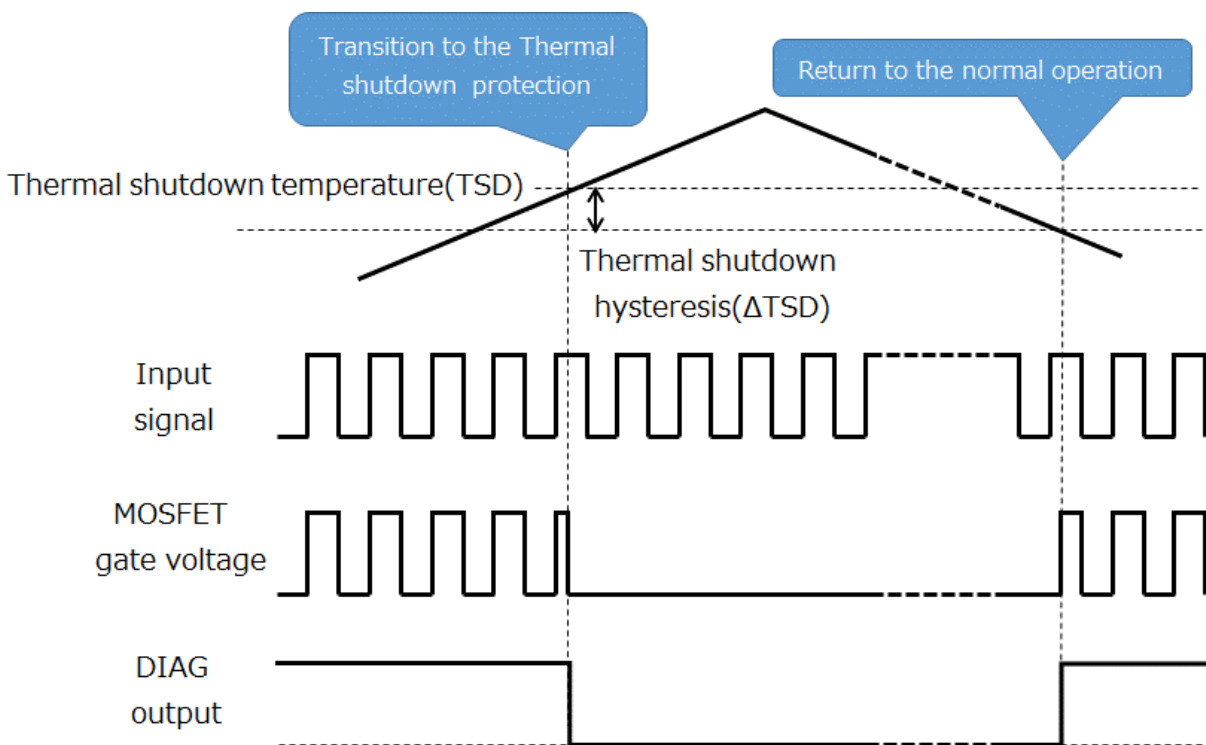 Transition to the Thermal
shutdown protection
Return to the normal operation
Thermal shutdown temperature(TSD)
Thermal shutdown
hysteresis(ΔTSD)
Input
signal
MOSFET
gate voltage
DIAG
output